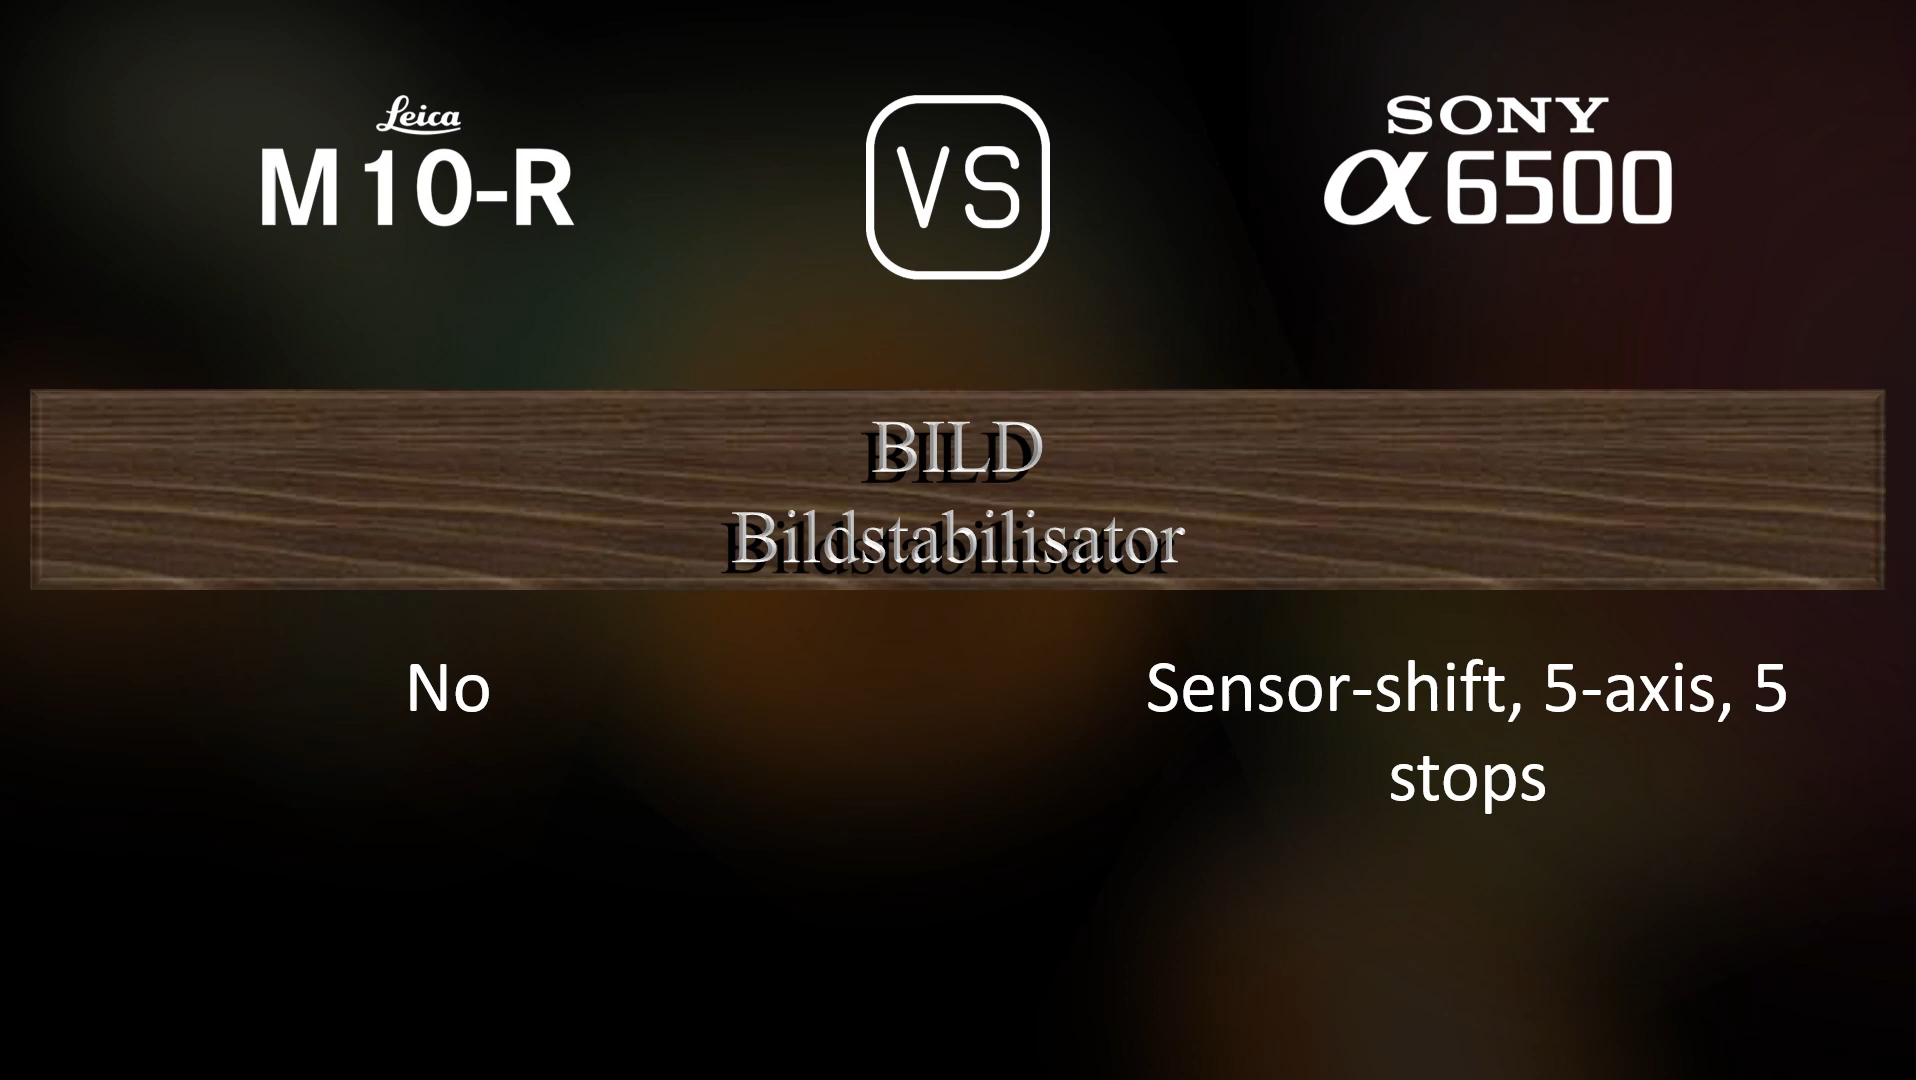 Leica
M10-R
VS
SONY
α6500
BILD
Bildstabilisator
No
Sensor-shift, 5-axis, 5
stops